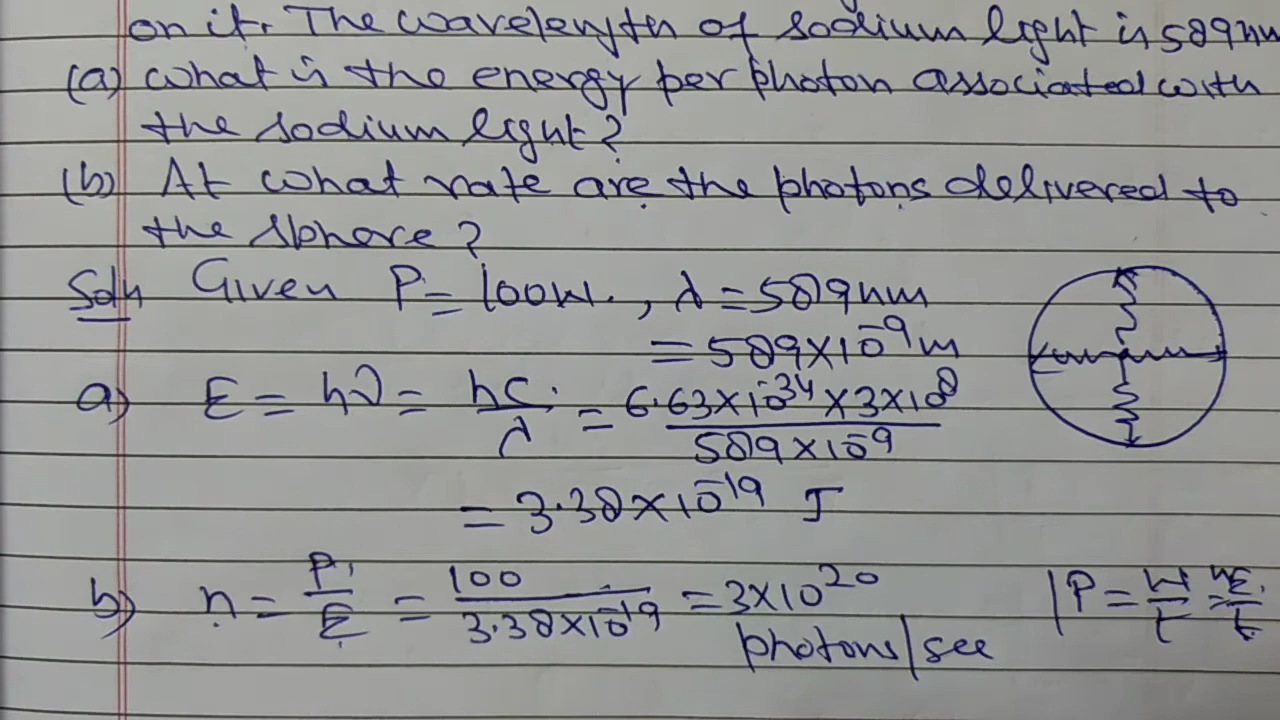 on it. The wavelength of sodium light is 589nm
(a) what is the energy per photon associated with
the sodium light?
(b) At what rate are the photons delivered to
the sphere?
Soln Given P = 100W. , λ = 589nm
= 589×10⁻⁹m
a) E = hν = hc/λ = 6.63×10⁻³⁴×3×10⁸/589×10⁻⁹
= 3.38×10⁻¹⁹ J
b) n = P/E = 100/3.38×10⁻¹⁹ = 3×10²⁰ |P = W/t = nE/t
photons/sec